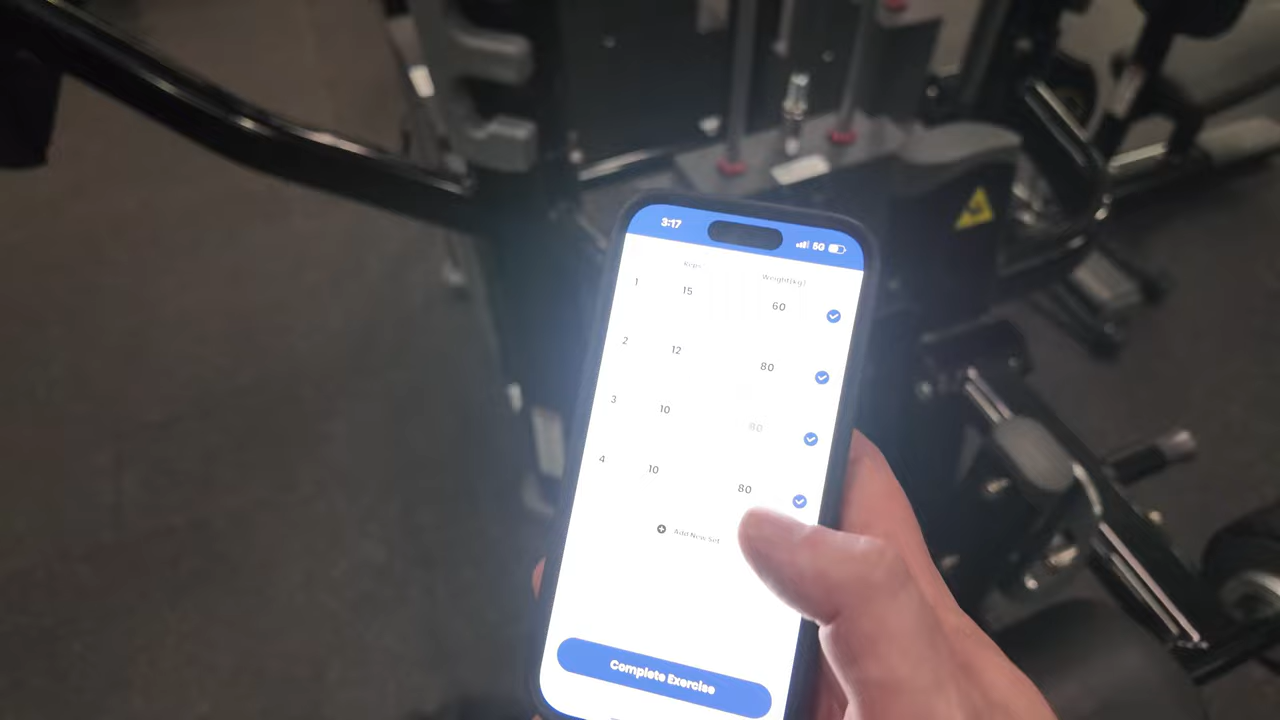 3:17 5G
Reps Weight(kg)
1 15 60
2 12 80
3 10 80
4 10 80
Add New Set
Complete Exercise